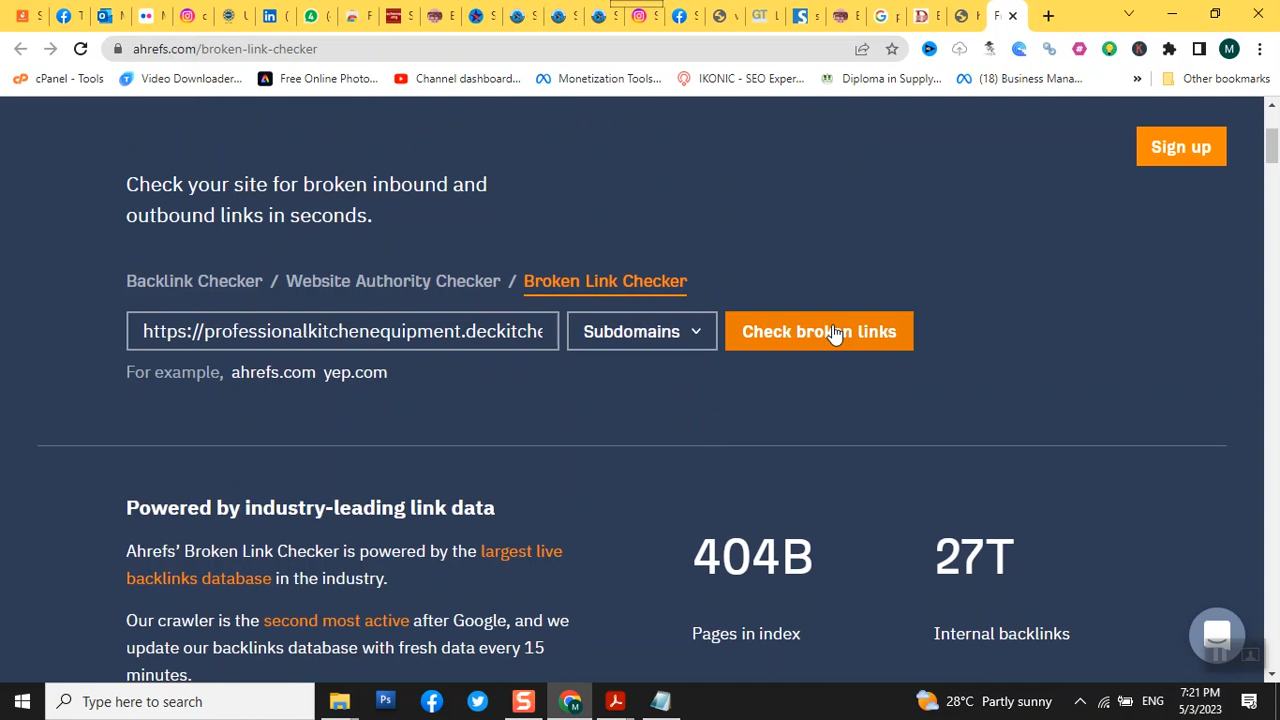 ahrefs.com/broken-link-checker
cPanel - Tools
Video Downloader...
Free Online Photo...
Channel dashboard...
Monetization Tools...
IKONIC - SEO Exper...
Diploma in Supply...
(18) Business Mana...
»
Other bookmarks
Sign up
Check your site for broken inbound and
outbound links in seconds.
Backlink Checker / Website Authority Checker / Broken Link Checker
https://professionalkitchenequipment.deckitche
Subdomains
Check broken links
For example, ahrefs.com yep.com
Powered by industry-leading link data
Ahrefs' Broken Link Checker is powered by the largest live
backlinks database in the industry.
404B
27T
Our crawler is the second most active after Google, and we
update our backlinks database with fresh data every 15
minutes.
Pages in index
Internal backlinks
Type here to search
28°C Partly sunny
ENG
7:21 PM
5/3/2023